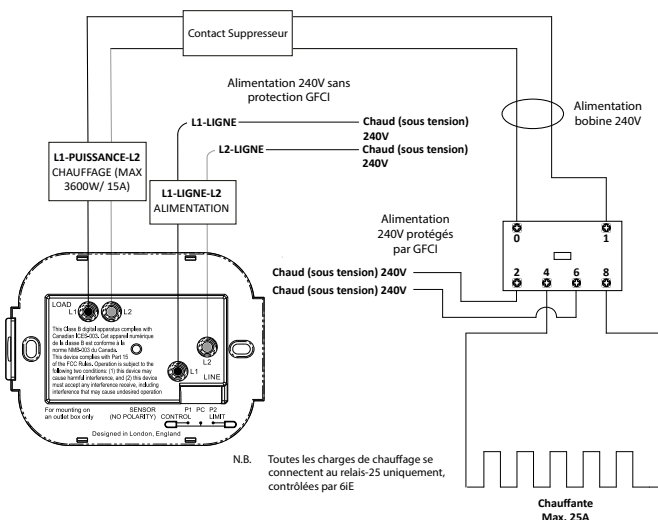 Contact Suppresseur
Alimentation 240V sans
protection GFCI
L1-LIGNE
Chaud (sous tension)
240V
L2-LIGNE
Chaud (sous tension)
240V
Alimentation
bobine 240V
L1-PUISSANCE-L2
CHAUFFAGE (MAX
3600W/ 15A)
L1-LIGNE-L2
ALIMENTATION
Alimentation
240V protégés
par GFCI
0
1
2
4
6
8
Chaud (sous tension) 240V
Chaud (sous tension) 240V
LOAD
L1
L2
This Class B digital apparatus complies with
Canadian ICES-003. Cet appareil numérique
de la classe B est conforme à la
norme NMB-003 du Canada.
This device complies with Part 15
of the FCC Rules. Operation is subject to the
following two conditions: (1) this device may
cause harmful interference, and (2) this device
must accept any interference receive, including
interference that may cause undesired operation
L2
L1
LINE
For mounting on
an outlet box only
SENSOR
(NO POLARITY)
P1 PC P2
CONTROL
LIMIT
Designed in London, England
N.B. Toutes les charges de chauffage se
connectent au relais-25 uniquement,
contrôlées par 6iE
Chauffante
Max. 25A